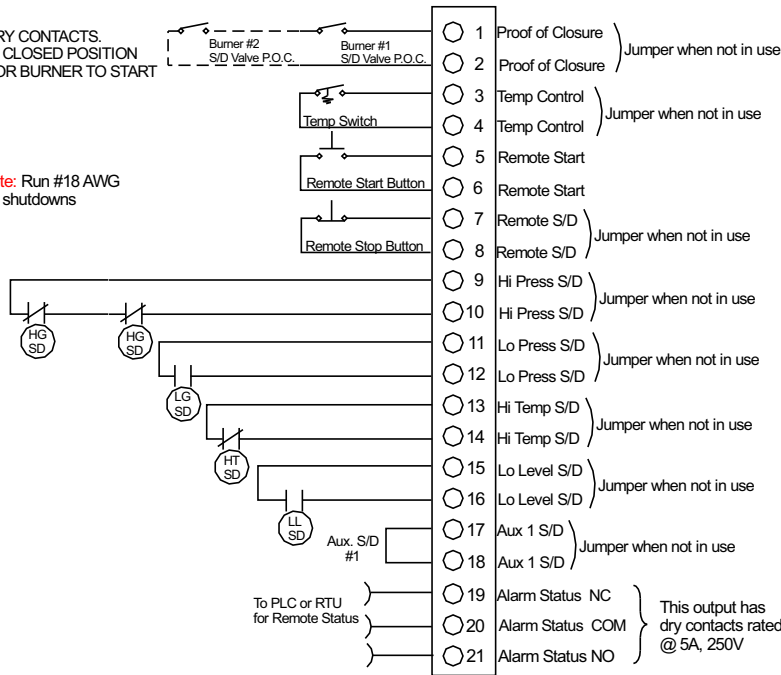 RY CONTACTS.
CLOSED POSITION
OR BURNER TO START
Burner #2
S/D Valve P.O.C.
Burner #1
S/D Valve P.O.C.
1 Proof of Closure
2 Proof of Closure
Jumper when not in use
3 Temp Control
4 Temp Control
Jumper when not in use
Temp Switch
5 Remote Start
6 Remote Start
te: Run #18 AWG
shutdowns
Remote Start Button
7 Remote S/D
8 Remote S/D
Jumper when not in use
Remote Stop Button
9 Hi Press S/D
10 Hi Press S/D
Jumper when not in use
HG
SD
HG
SD
11 Lo Press S/D
12 Lo Press S/D
Jumper when not in use
LG
SD
13 Hi Temp S/D
14 Hi Temp S/D
Jumper when not in use
HT
SD
15 Lo Level S/D
16 Lo Level S/D
Jumper when not in use
LL
SD
17 Aux 1 S/D
18 Aux 1 S/D
Jumper when not in use
Aux. S/D
#1
19 Alarm Status NC
20 Alarm Status COM
21 Alarm Status NO
To PLC or RTU
for Remote Status
This output has
dry contacts rated
@ 5A, 250V